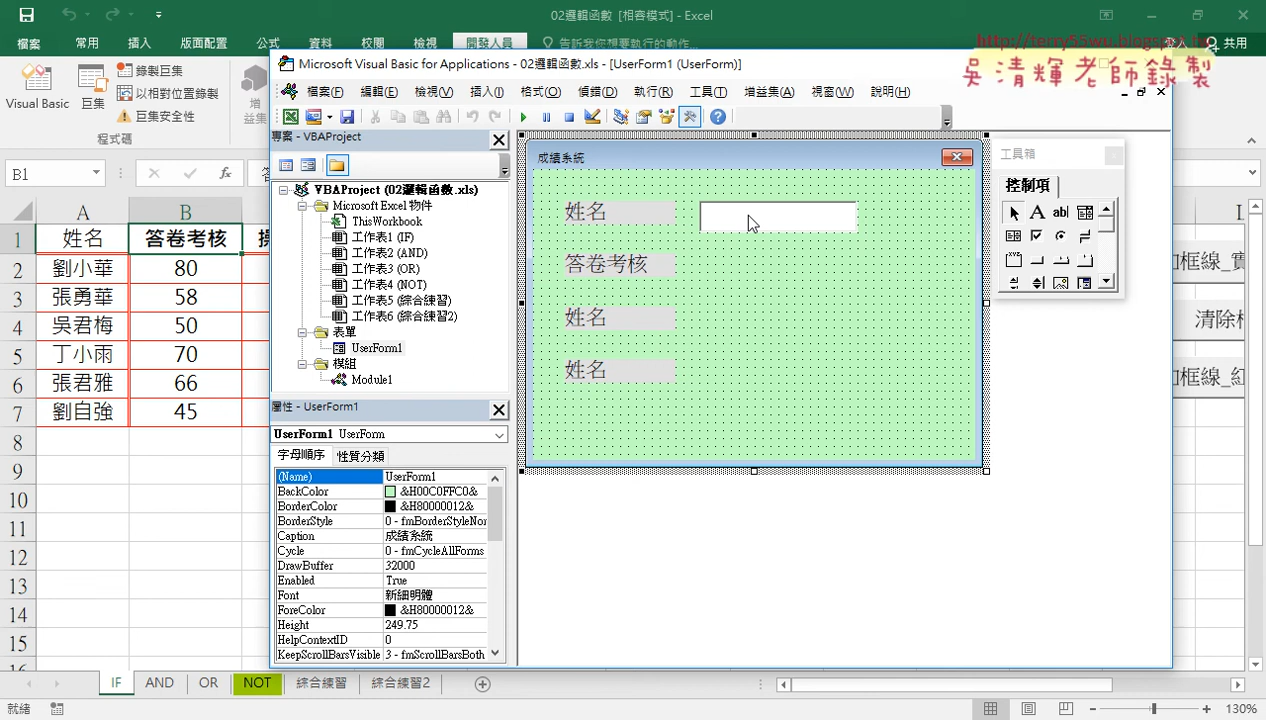 02邏輯函數 [相容模式] - Excel
檔案 常用 插入 版面配置 公式 資料 校閱 檢視 開發人員 告訴我您想要執行的動作... 登入 共用
http://terry55wu.blogspot.tw
吳清輝老師錄製
Visual Basic 巨集 錄製巨集
以相對位置錄製
巨集安全性
增
益集
程式碼
Microsoft Visual Basic for Applications - 02邏輯函數.xls - [UserForm1 (UserForm)]
檔案(F) 編輯(E) 檢視(V) 插入(I) 格式(O) 偵錯(D) 執行(R) 工具(T) 增益集(A) 視窗(W) 說明(H)
專案 - VBAProject
VBAProject (02邏輯函數.xls)
Microsoft Excel 物件
ThisWorkbook
工作表1 (IF)
工作表2 (AND)
工作表3 (OR)
工作表4 (NOT)
工作表5 (綜合練習)
工作表6 (綜合練習2)
表單
UserForm1
模組
Module1
屬性 - UserForm1
UserForm1 UserForm
字母順序 性質分類
(Name) UserForm1
BackColor &H00C0FFC0&
BorderColor &H80000012&
BorderStyle 0 - fmBorderStyleNor
Caption 成績系統
Cycle 0 - fmCycleAllForms
DrawBuffer 32000
Enabled True
Font 新細明體
ForeColor &H80000012&
Height 249.75
HelpContextID 0
KeepScrollBarsVisible 3 - fmScrollBarsBoth
成績系統
姓名
答卷考核
姓名
姓名
工具箱
控制項
A abl
B1
A B
1 姓名 答卷考核
2 劉小華 80
3 張勇華 58
4 吳君梅 50
5 丁小雨 70
6 張君雅 66
7 劉自強 45
8
9
10
11
12
13
14
15
框線_
清除
框線_紅
IF AND OR NOT 綜合練習 綜合練習2
就緒 130%